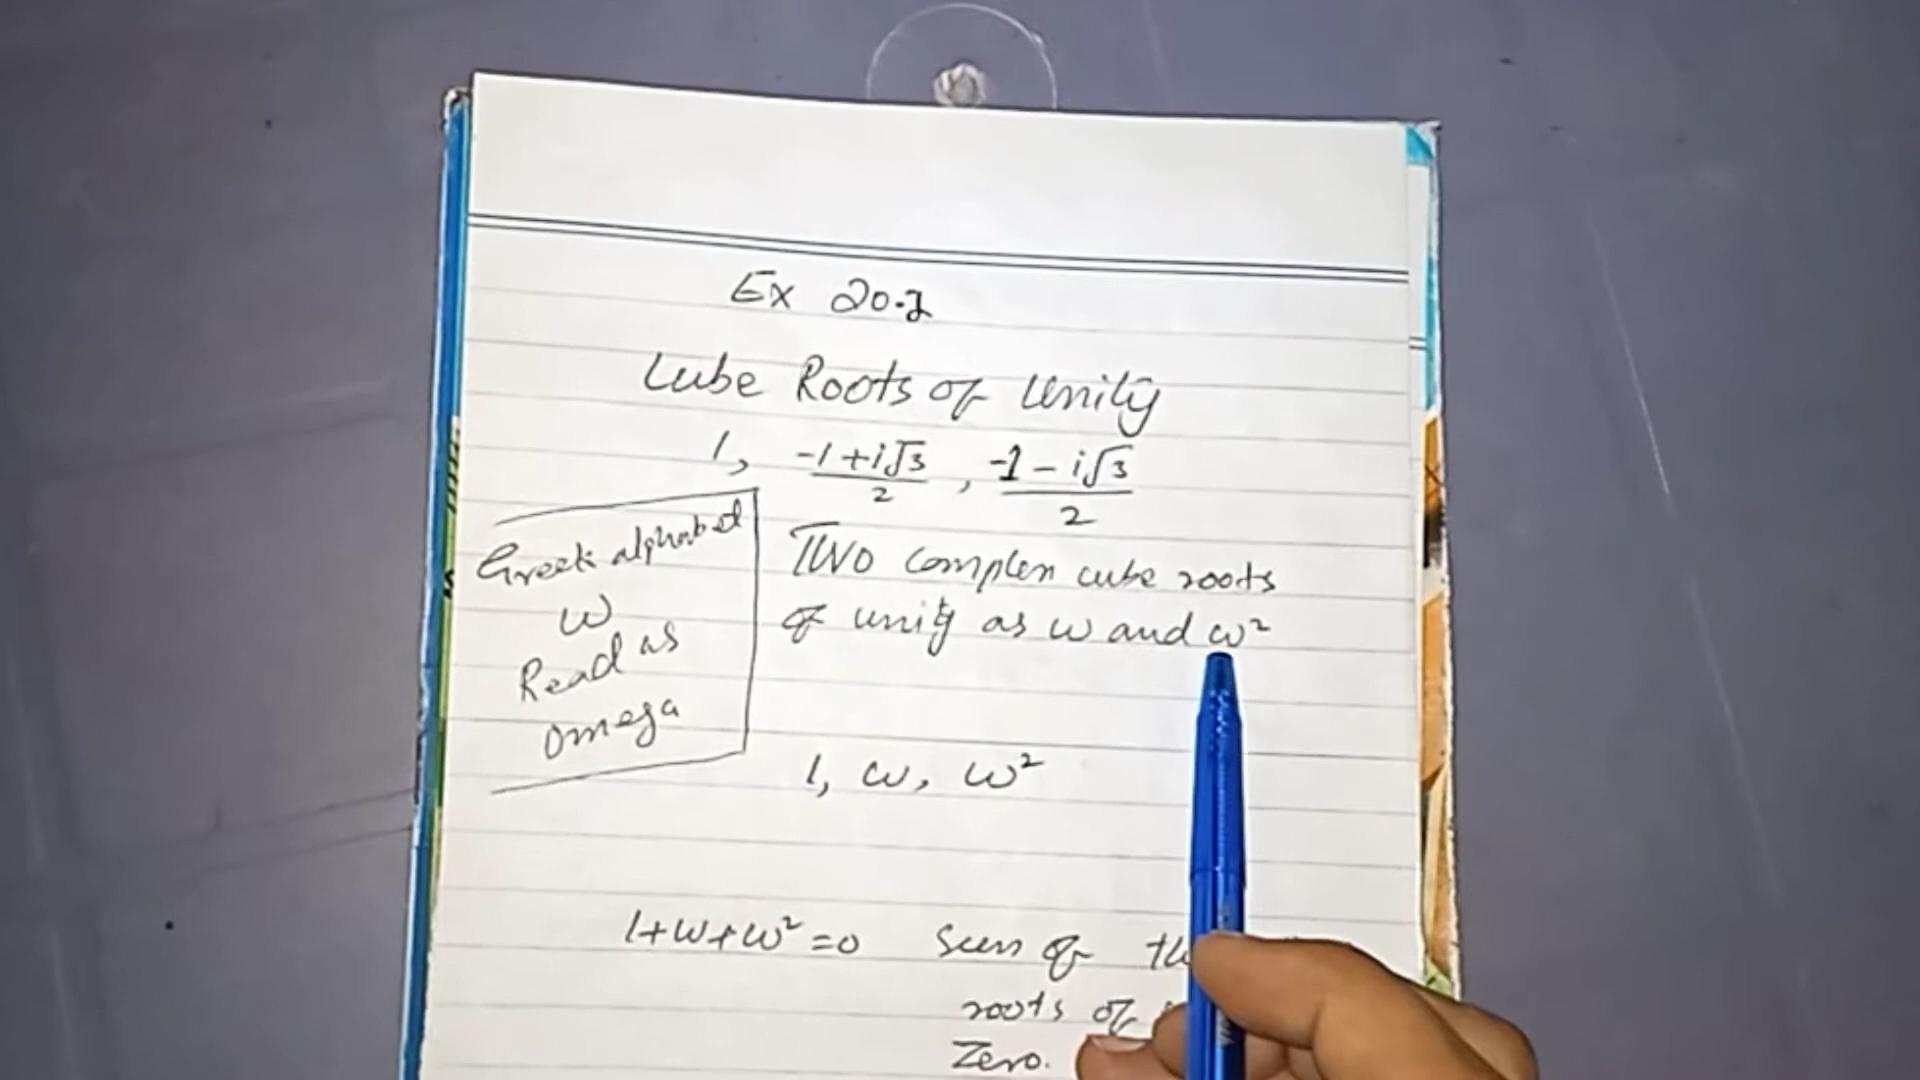 Ex 20.2
Cube Roots of Unity
1, -1+i√3/2, -1-i√3/2
Greek alphabet
ω
Read as
omega
Two complex cube roots
of unity as ω and ω²
1, ω, ω²
1+ω+ω²=0 Sum of
roots of
Zero.